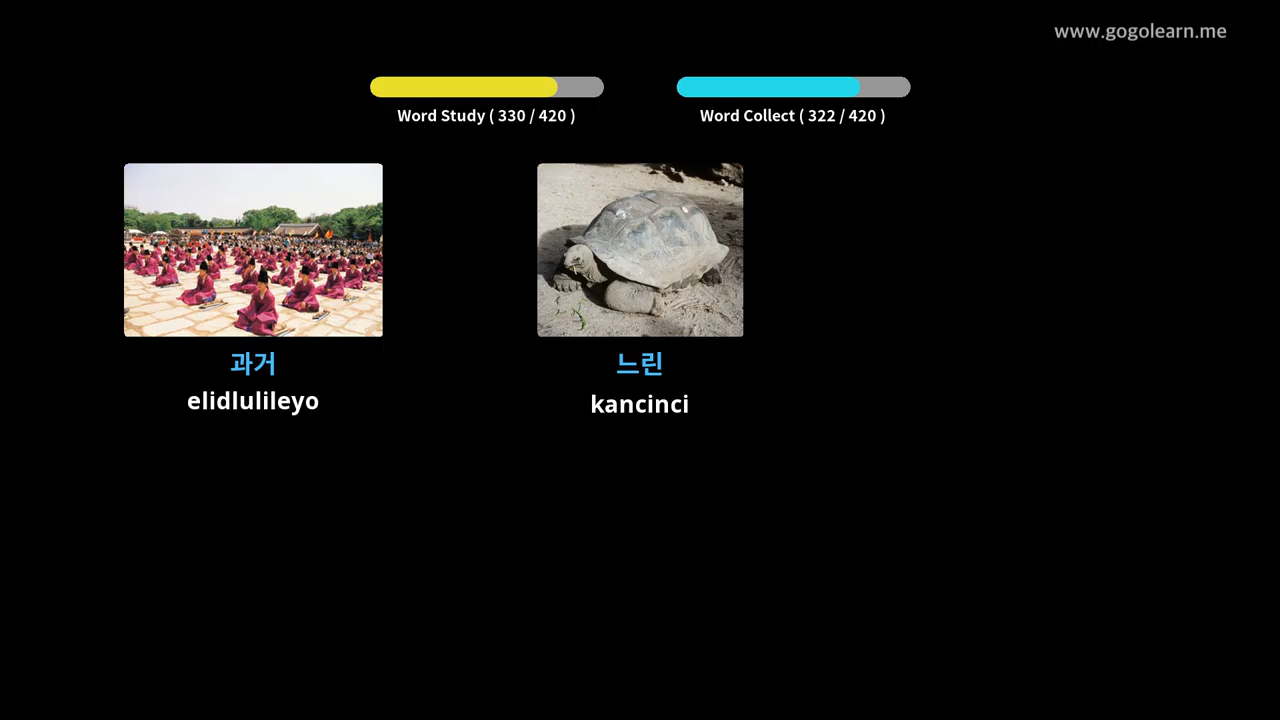 www.gogolearn.me
Word Study ( 330 / 420 )
Word Collect ( 322 / 420 )
과거
elidlulileyo
느린
kancinci